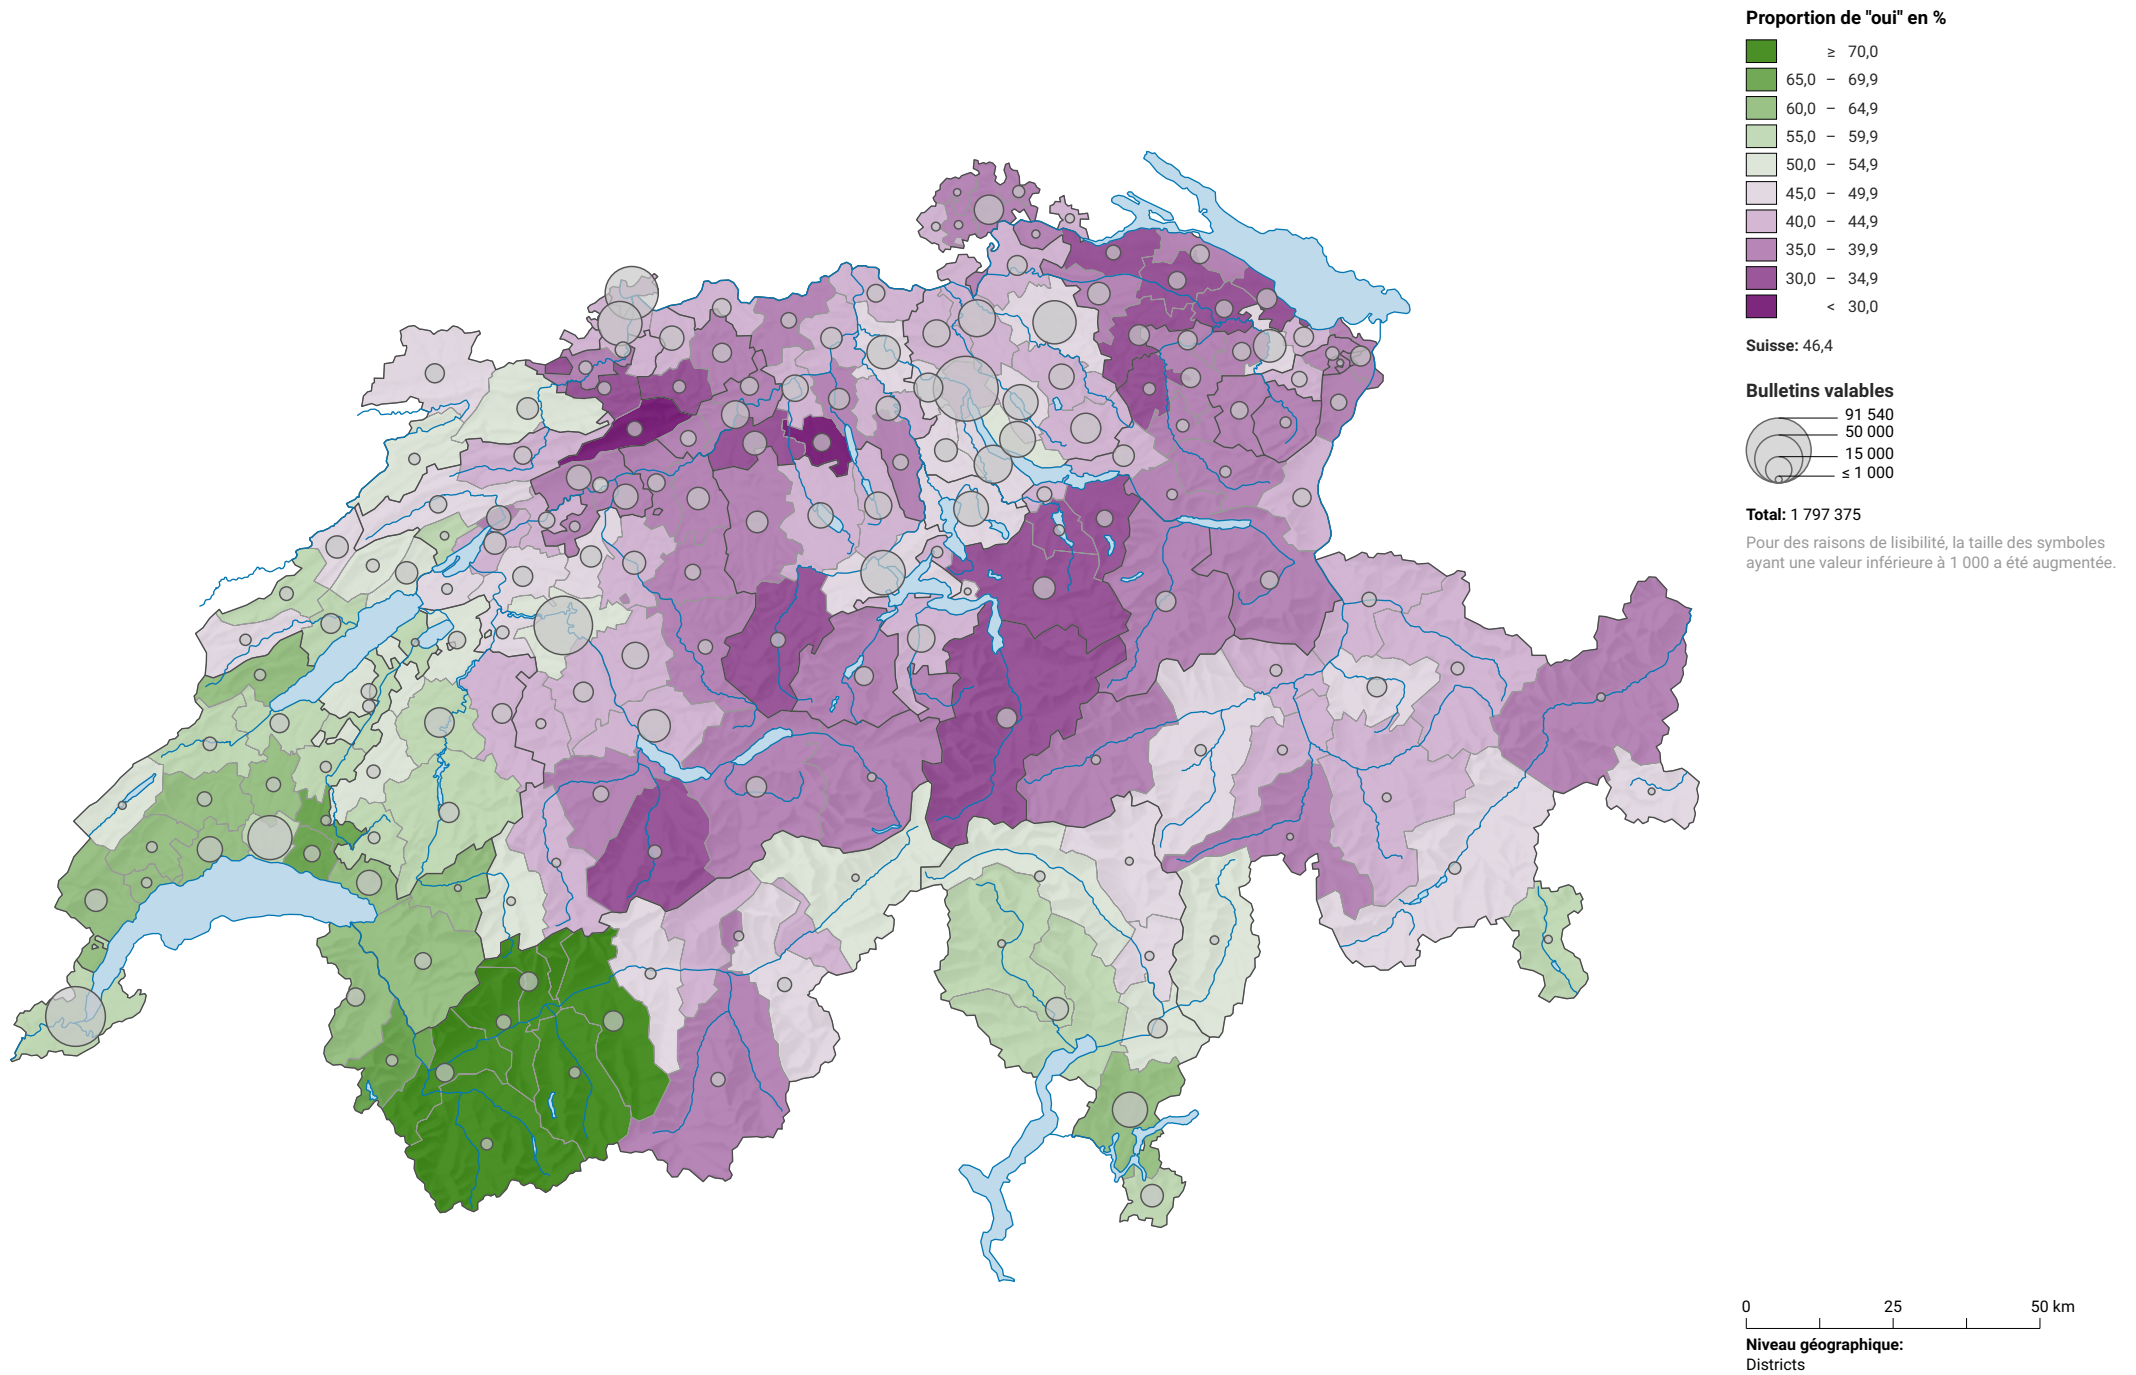 Proportion de "oui" en %
≥ 70,0
65,0 – 69,9
60,0 – 64,9
55,0 – 59,9
50,0 – 54,9
45,0 – 49,9
40,0 – 44,9
35,0 – 39,9
30,0 – 34,9
< 30,0
Suisse: 46,4
Bulletins valables
91 540
50 000
15 000
≤ 1 000
Total: 1 797 375
Pour des raisons de lisibilité, la taille des symboles
ayant une valeur inférieure à 1 000 a été augmentée.
0 25 50 km
Niveau géographique:
Districts